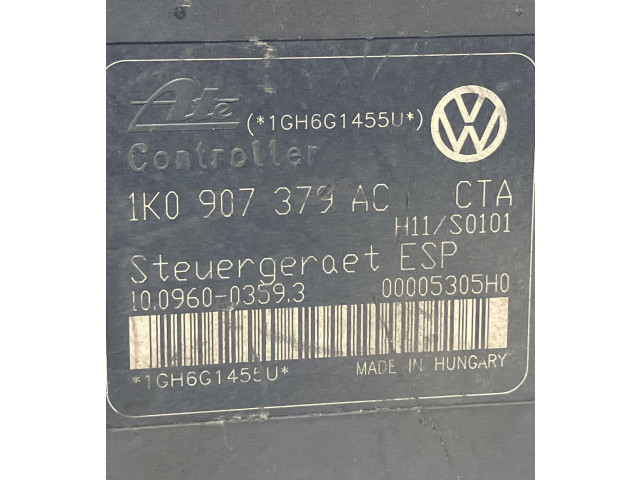 Ate (*1GH6G1455U*) VW
Controller
1K0 907 379 AC CTA
H11/S0101
Steuergeraet ESP
10.0960-0359.3 00005305H0
*1GH6G1455U* MADE IN HUNGARY